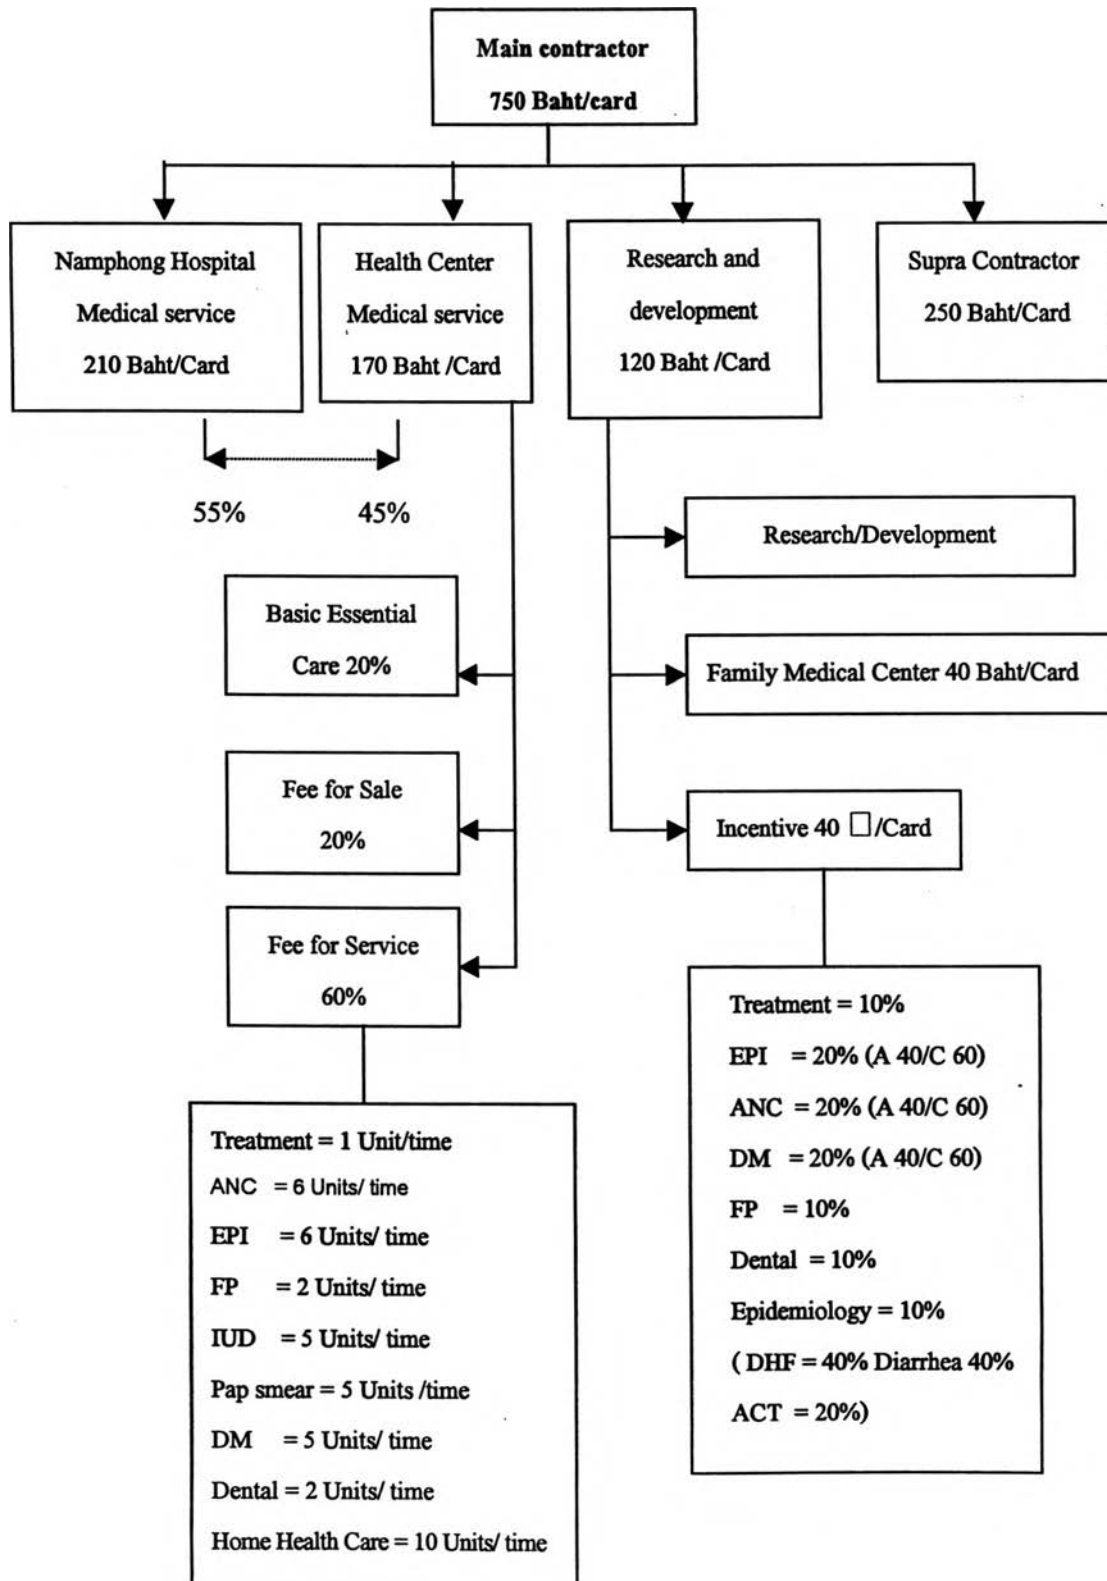 Main contractor
750 Baht/card
Namphong Hospital
Medical service
210 Baht/Card
Health Center
Medical service
170 Baht /Card
Research and
development
120 Baht /Card
Supra Contractor
250 Baht/Card
55%
45%
Research/Development
Basic Essential
Care 20%
Family Medical Center 40 Baht/Card
Fee for Sale
20%
Incentive 40 □/Card
Fee for Service
60%
Treatment = 1 Unit/time
ANC = 6 Units/ time
EPI = 6 Units/ time
FP = 2 Units/ time
IUD = 5 Units/ time
Pap smear = 5 Units /time
DM = 5 Units/ time
Dental = 2 Units/ time
Home Health Care = 10 Units/ time
Treatment = 10%
EPI = 20% (A 40/C 60)
ANC = 20% (A 40/C 60)
DM = 20% (A 40/C 60)
FP = 10%
Dental = 10%
Epidemiology = 10%
( DHF = 40% Diarrhea 40%
ACT = 20%)